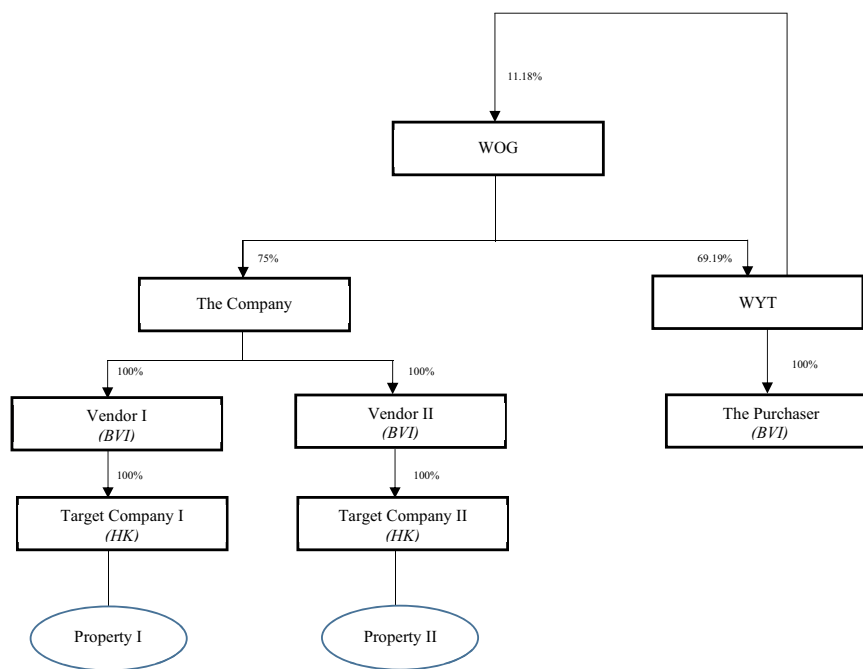 11.18%
WOG
75%
69.19%
The Company
WYT
100%
100%
100%
Vendor I
(BVI)
Vendor II
(BVI)
The Purchaser
(BVI)
100%
100%
Target Company I
(HK)
Target Company II
(HK)
Property I
Property II